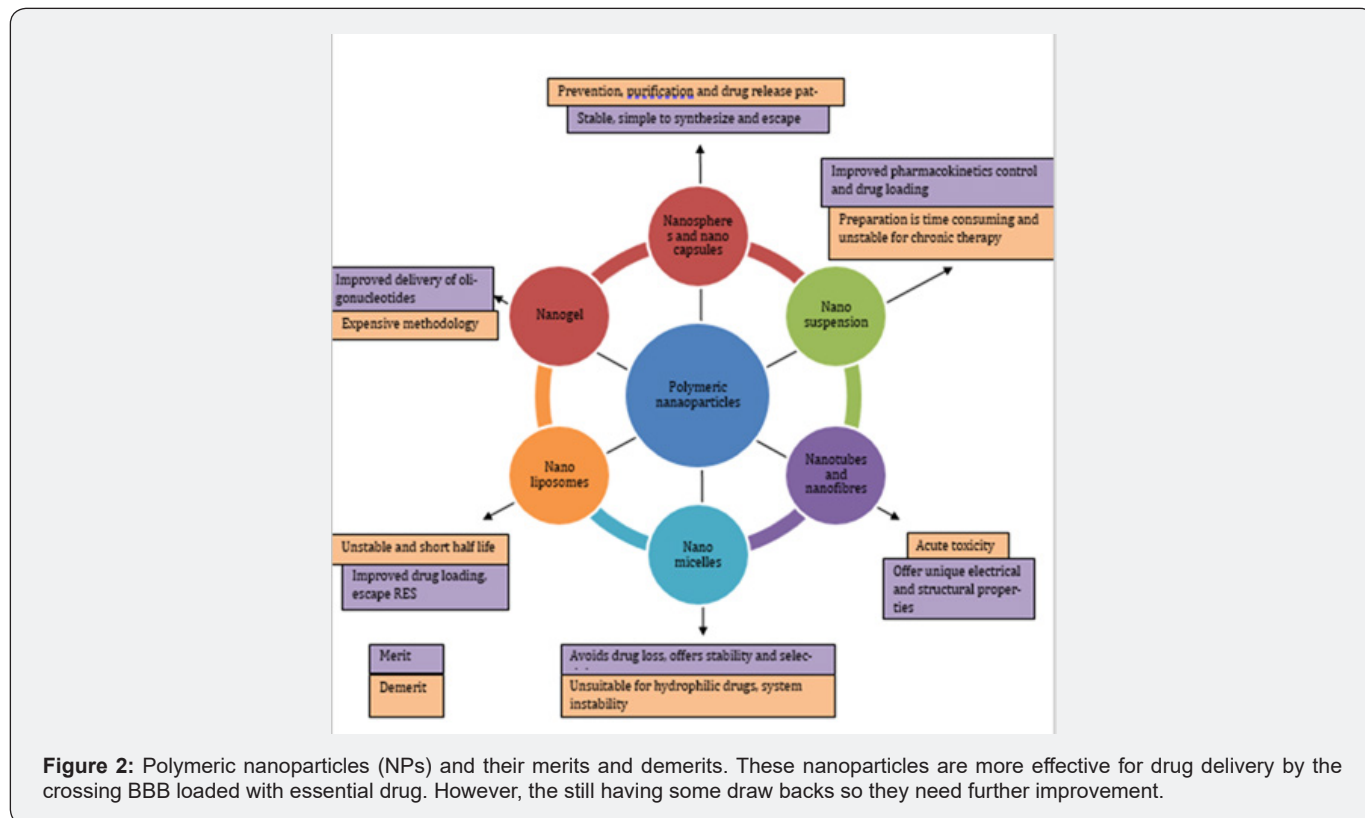 Prevention, purification and drug release pat-
Stable, simple to synthesize and escape
Improved pharmacokinetics control
and drug loading
Preparation is time consuming and
unstable for chronic therapy
Nanosphere
s and nano
capsules
Improved delivery of oli-
gonucleotides
Expensive methodology
Nanogel
Nano
suspension
Polymeric
nanaoparticles
Nano
liposomes
Nanotubes
and
nanofibres
Nano
micelles
Unstable and short half life
Improved drug loading,
escape RES
Acute toxicity
Offer unique electrical
and structural proper-
ties
Merit
Demerit
Avoids drug loss, offers stability and selec-
Unsuitable for hydrophilic drugs, system
instability
Figure 2: Polymeric nanoparticles (NPs) and their merits and demerits. These nanoparticles are more effective for drug delivery by the
crossing BBB loaded with essential drug. However, the still having some draw backs so they need further improvement.